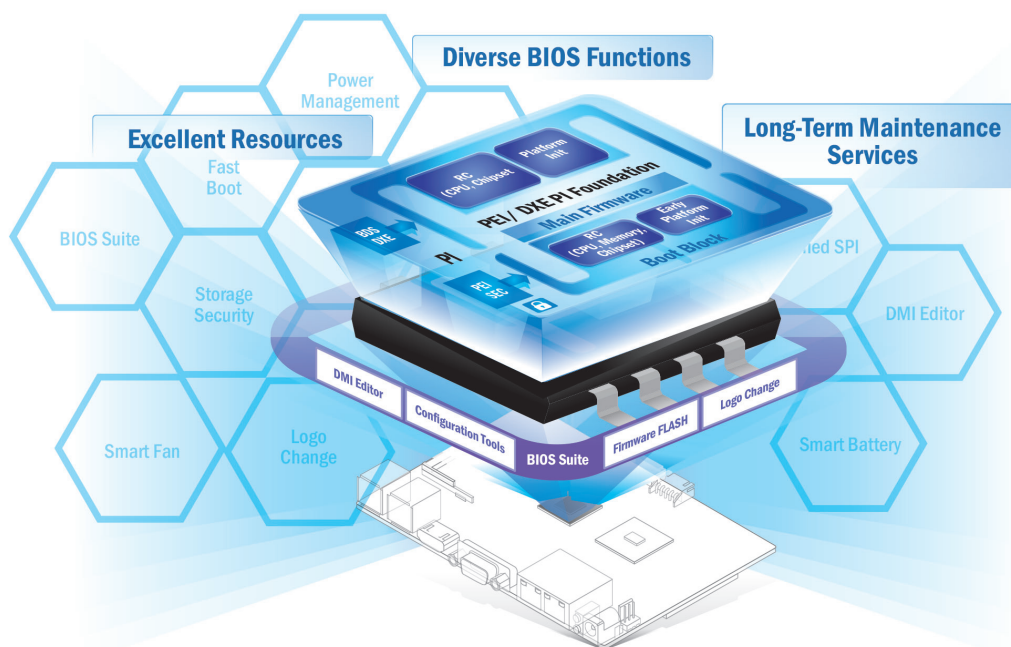 Diverse BIOS Functions
Power
Management
Excellent Resources
Long-Term Maintenance
Services
Fast
Boot
BIOS Suite
Storage
Security
Smart Fan
Logo
Change
RC
(CPU, Chipset
Platform
Init
PEI/ DXE PI Foundation
Main Firmware
BDS
DXE
PI
RC
(CPU, Memory,
Chipset)
Early
Platform
Init
Boot Block
PEI
SEC
SPI
DMI Editor
Smart Battery
DMI Editor
Configuration Tools
BIOS Suite
Firmware FLASH
Logo Change